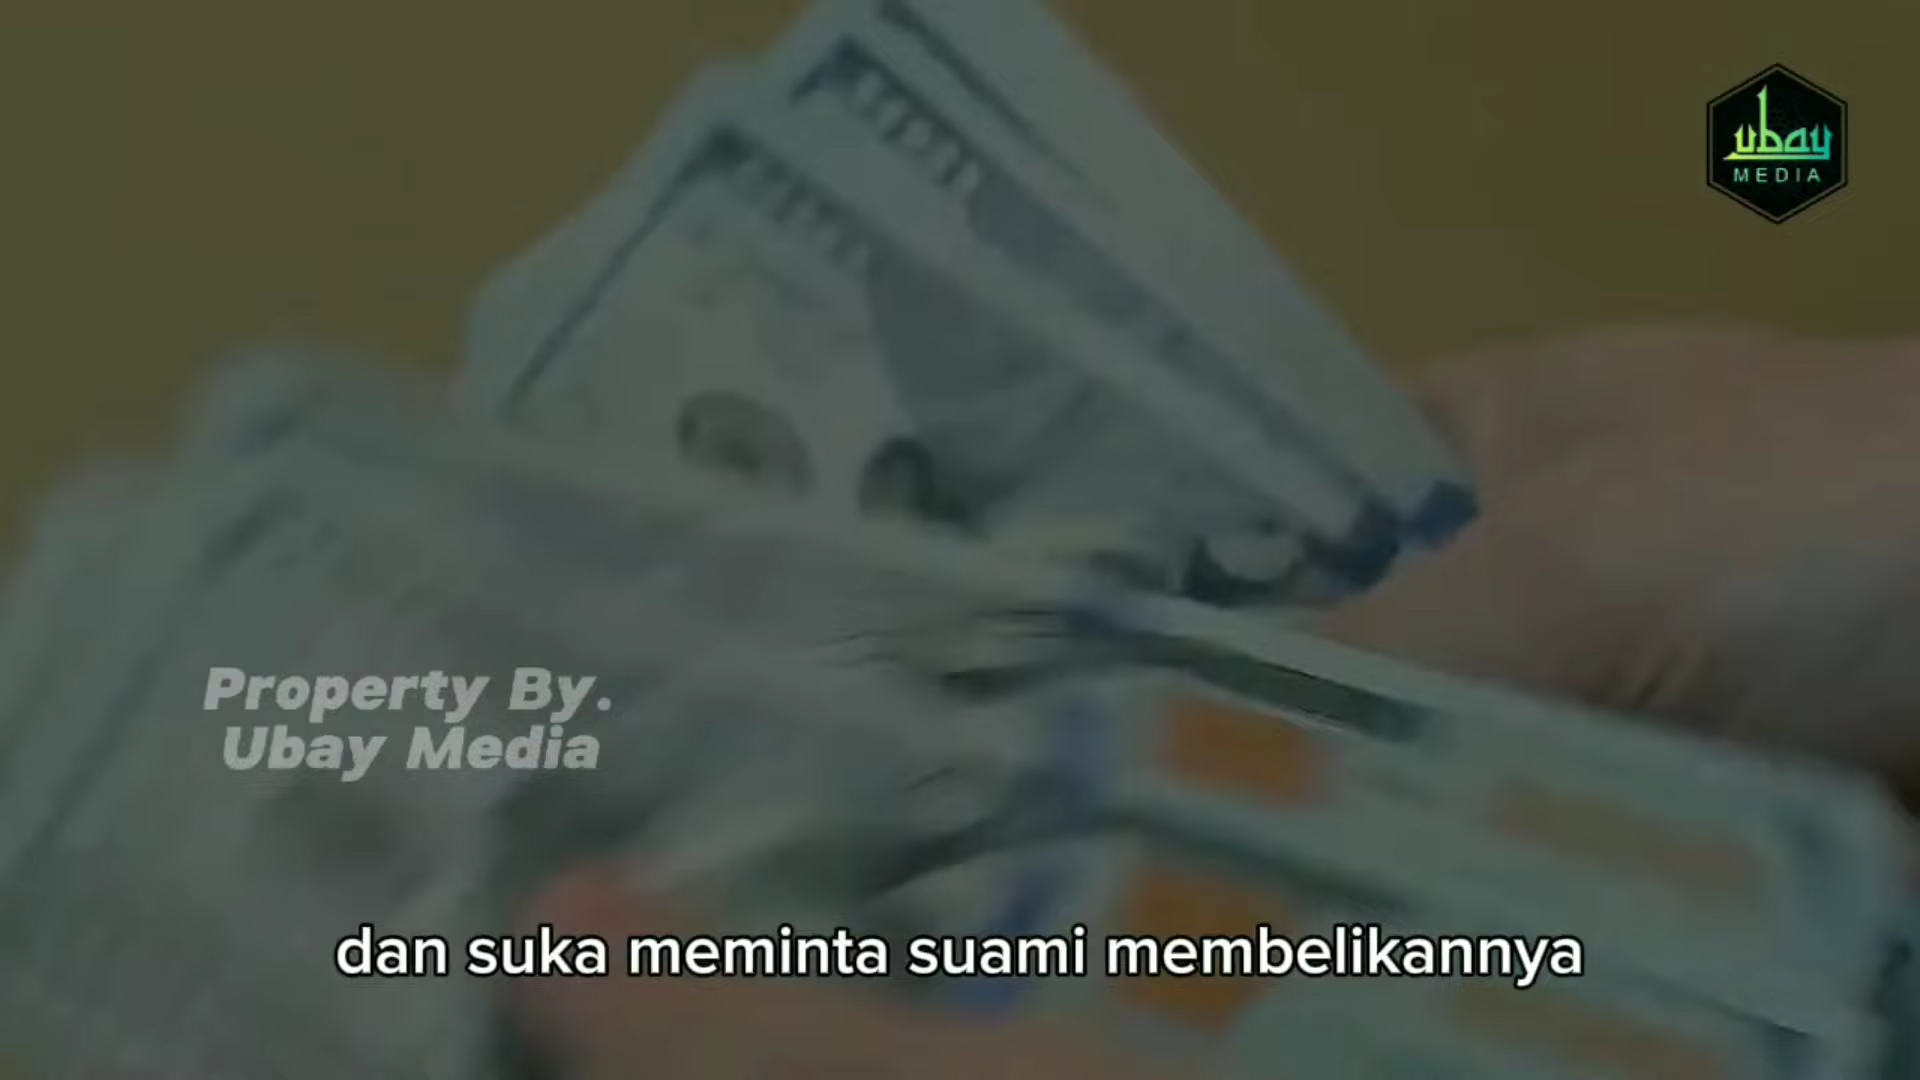 ubay
MEDIA
Property By.
Ubay Media
dan suka meminta suami membelikannya